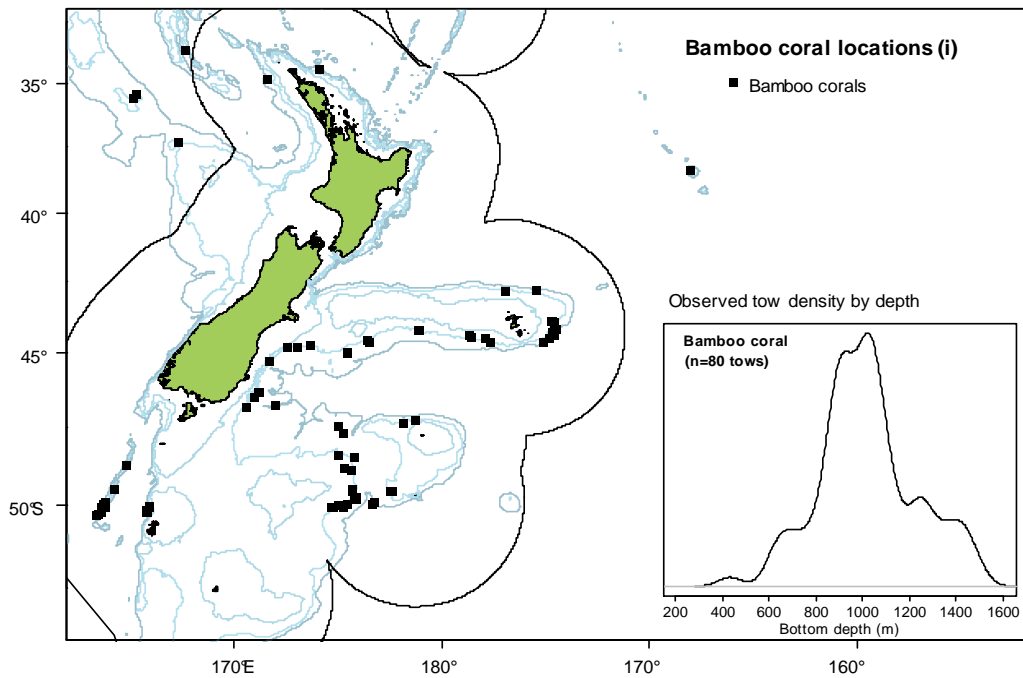 Bamboo coral locations (i)
Bamboo corals
35°
40°
45°
50°S
Observed tow density by depth
Bamboo coral
(n=80 tows)
200 400 600 800 1000 1200 1400 1600
Bottom depth (m)
170°E 180° 170° 160°